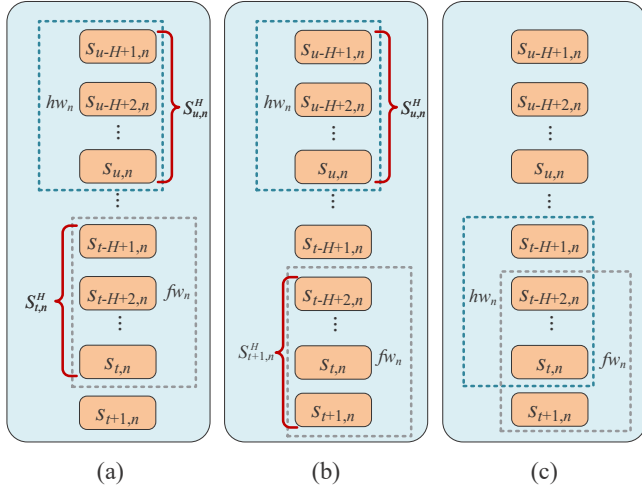 s_{u-H+1,n}
s_{u-H+2,n}
⋮
s_{u,n}
hw_n
S^H_{u,n}
⋮
s_{t-H+1,n}
s_{t-H+2,n}
⋮
s_{t,n}
S^H_{t,n}
fw_n
s_{t+1,n}
(a)
s_{u-H+1,n}
s_{u-H+2,n}
⋮
s_{u,n}
hw_n
S^H_{u,n}
⋮
s_{t-H+1,n}
s_{t-H+2,n}
⋮
s_{t,n}
S^H_{t+1,n}
fw_n
s_{t+1,n}
(b)
s_{u-H+1,n}
s_{u-H+2,n}
⋮
s_{u,n}
⋮
s_{t-H+1,n}
s_{t-H+2,n}
hw_n
⋮
s_{t,n}
fw_n
s_{t+1,n}
(c)